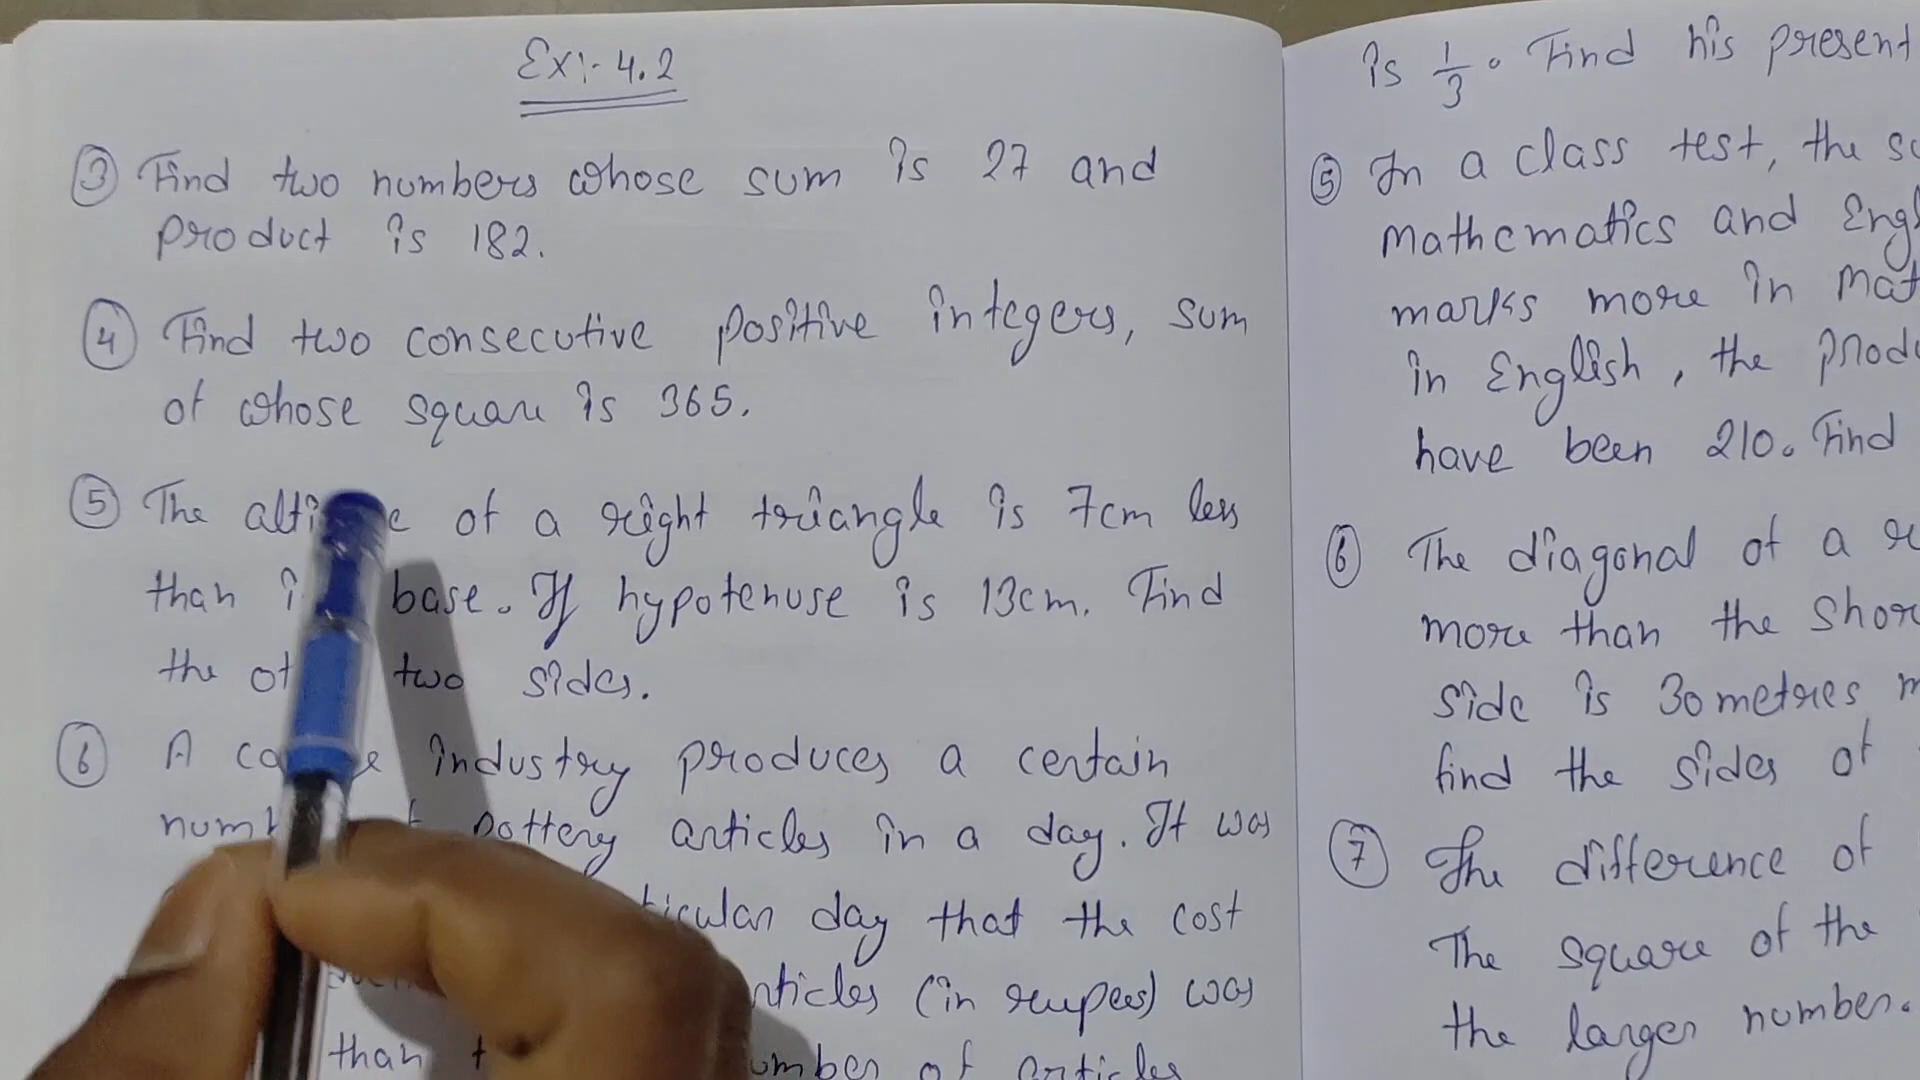 Ex:- 4.2
③ Find two numbers whose sum is 27 and
product is 182.
④ Find two consecutive positive integers, sum
of whose square is 365.
⑤ The of a right triangle is 7cm less
than base. If hypotenuse is 13cm. Find
the two sides.
⑥ A industry produces a certain
pottery articles in a day. It was
day that the cost
articles (in rupees) was
than of articles
is 1/3. Find his present
⑤ In a class test, the
Mathematics and
marks more in
in English, the
have been 210. Find
⑥ The diagonal of a
more than the
side is 30 metres
find the sides of
⑦ The difference of
The square of the
the larger number.